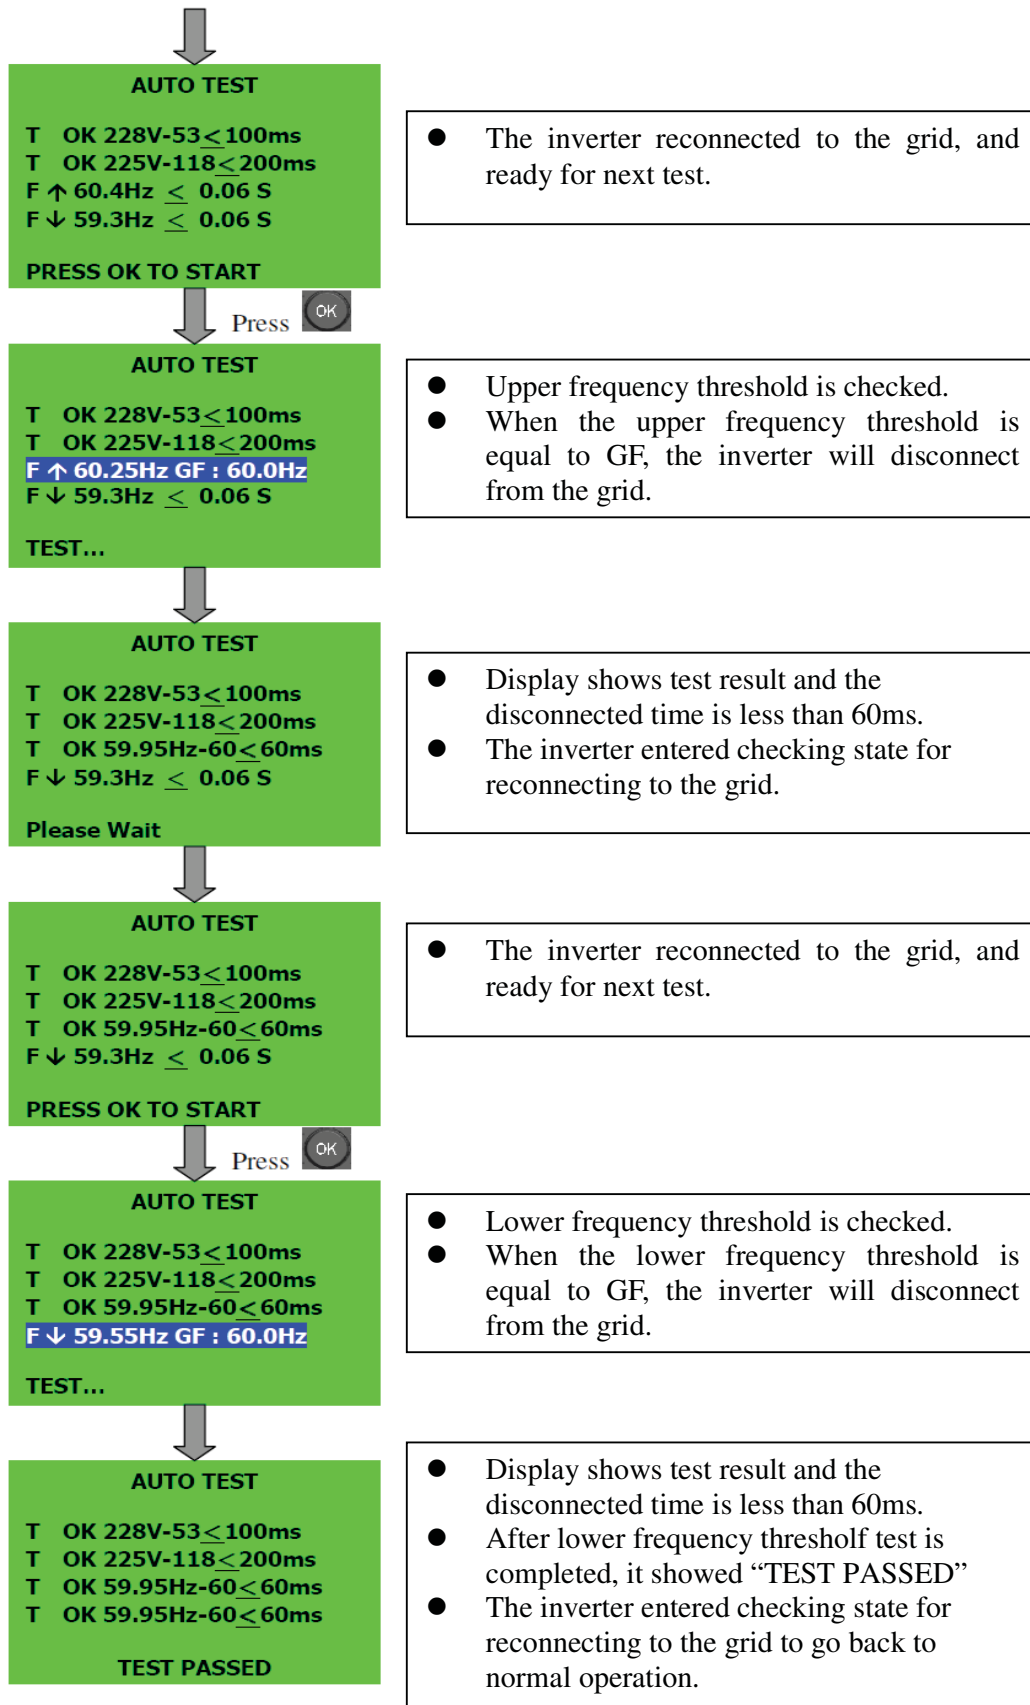 AUTO TEST
T OK 228V-53≤100ms
T OK 225V-118≤200ms
F ↑ 60.4Hz ≤ 0.06 S
F ↓ 59.3Hz ≤ 0.06 S
PRESS OK TO START
● The inverter reconnected to the grid, and
ready for next test.
Press OK
AUTO TEST
T OK 228V-53≤100ms
T OK 225V-118≤200ms
F ↑ 60.25Hz GF : 60.0Hz
F ↓ 59.3Hz ≤ 0.06 S
TEST...
● Upper frequency threshold is checked.
● When the upper frequency threshold is
equal to GF, the inverter will disconnect
from the grid.
AUTO TEST
T OK 228V-53≤100ms
T OK 225V-118≤200ms
T OK 59.95Hz-60≤60ms
F ↓ 59.3Hz ≤ 0.06 S
Please Wait
● Display shows test result and the
disconnected time is less than 60ms.
● The inverter entered checking state for
reconnecting to the grid.
AUTO TEST
T OK 228V-53≤100ms
T OK 225V-118≤200ms
T OK 59.95Hz-60≤60ms
F ↓ 59.3Hz ≤ 0.06 S
PRESS OK TO START
● The inverter reconnected to the grid, and
ready for next test.
Press OK
AUTO TEST
T OK 228V-53≤100ms
T OK 225V-118≤200ms
T OK 59.95Hz-60≤60ms
F ↓ 59.55Hz GF : 60.0Hz
TEST...
● Lower frequency threshold is checked.
● When the lower frequency threshold is
equal to GF, the inverter will disconnect
from the grid.
AUTO TEST
T OK 228V-53≤100ms
T OK 225V-118≤200ms
T OK 59.95Hz-60≤60ms
T OK 59.95Hz-60≤60ms
TEST PASSED
● Display shows test result and the
disconnected time is less than 60ms.
● After lower frequency thresholf test is
completed, it showed “TEST PASSED”
● The inverter entered checking state for
reconnecting to the grid to go back to
normal operation.